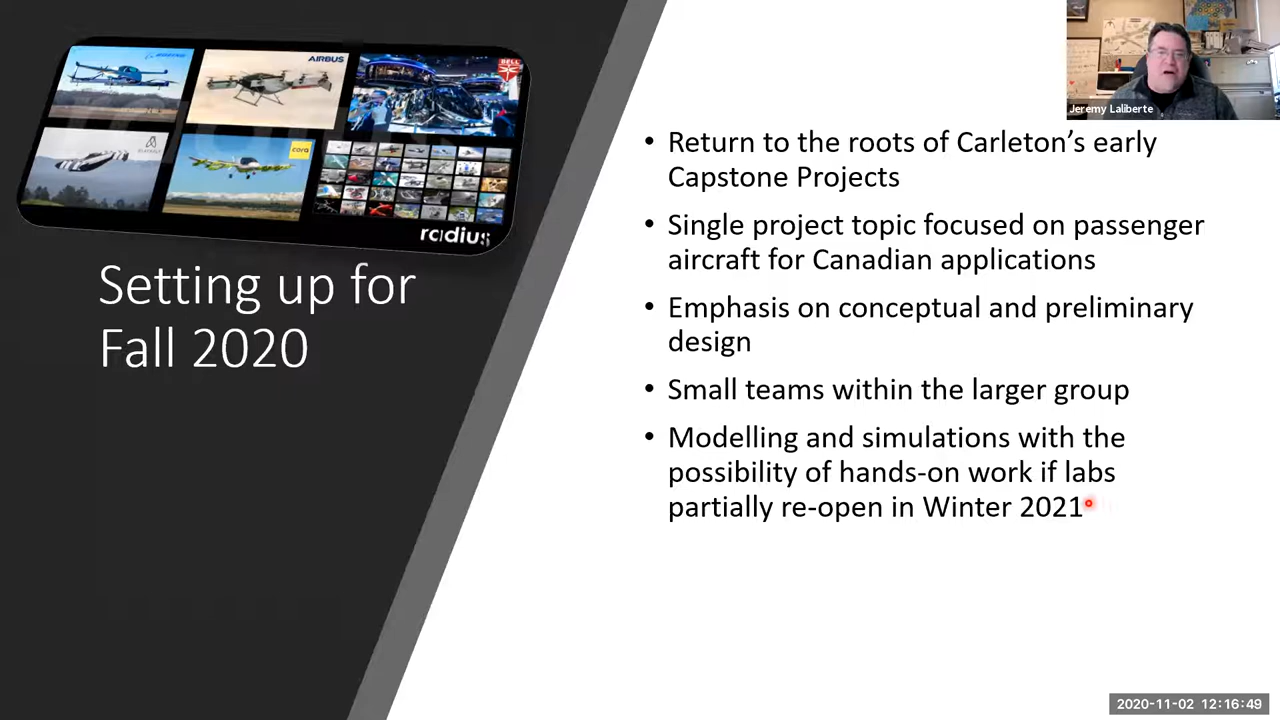 AIRBUS
BELL
cora
radius
Setting up for
Fall 2020
Jeremy Laliberte
• Return to the roots of Carleton’s early
Capstone Projects
• Single project topic focused on passenger
aircraft for Canadian applications
• Emphasis on conceptual and preliminary
design
• Small teams within the larger group
• Modelling and simulations with the
possibility of hands-on work if labs
partially re-open in Winter 2021
2020-11-02 12:16:49